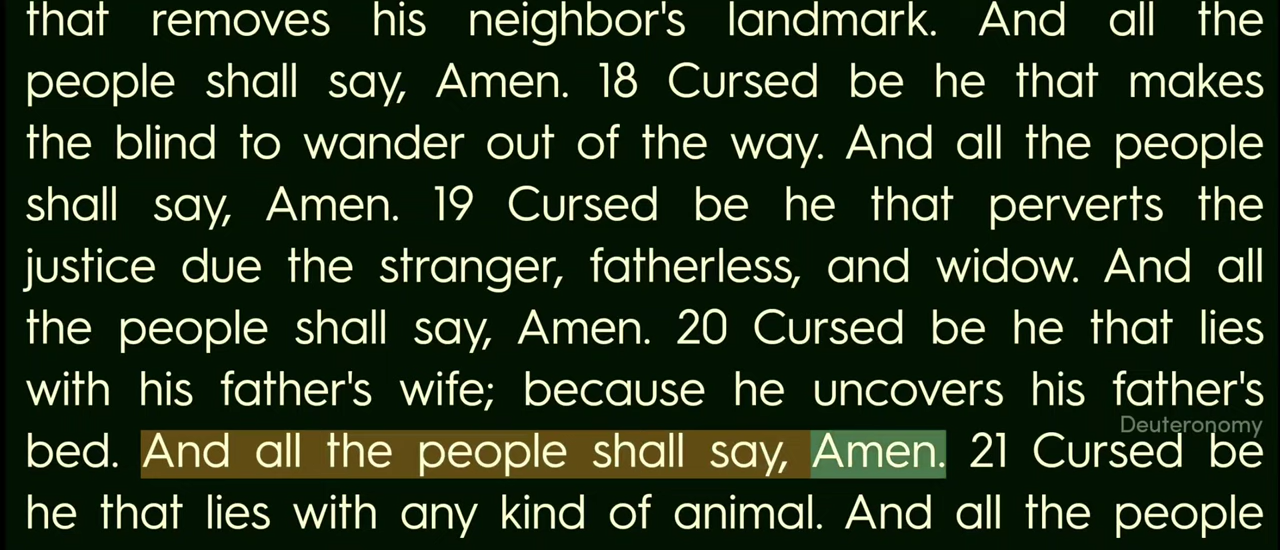 that removes his neighbor's landmark. And all the
people shall say, Amen. 18 Cursed be he that makes
the blind to wander out of the way. And all the people
shall say, Amen. 19 Cursed be he that perverts the
justice due the stranger, fatherless, and widow. And all
the people shall say, Amen. 20 Cursed be he that lies
with his father's wife; because he uncovers his father's
Deuteronomy
bed. And all the people shall say, Amen. 21 Cursed be
he that lies with any kind of animal. And all the people